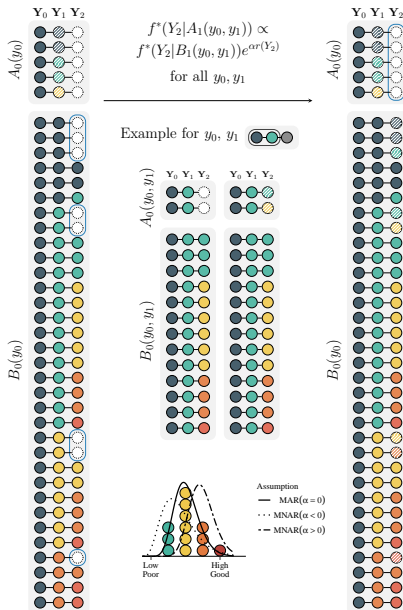 Y₀ Y₁ Y₂
A₀(y₀)
B₀(y₀)
f*(Y₂|A₁(y₀, y₁)) ∝
f*(Y₂|B₁(y₀, y₁))e^{αr(Y₂)}
for all y₀, y₁
Example for y₀, y₁
Y₀ Y₁ Y₂
Y₀ Y₁ Y₂
A₀(y₀, y₁)
B₀(y₀, y₁)
Assumption
MAR(α=0)
MNAR(α<0)
MNAR(α>0)
Low
Poor
High
Good
Y₀ Y₁ Y₂
A₀(y₀)
B₀(y₀)